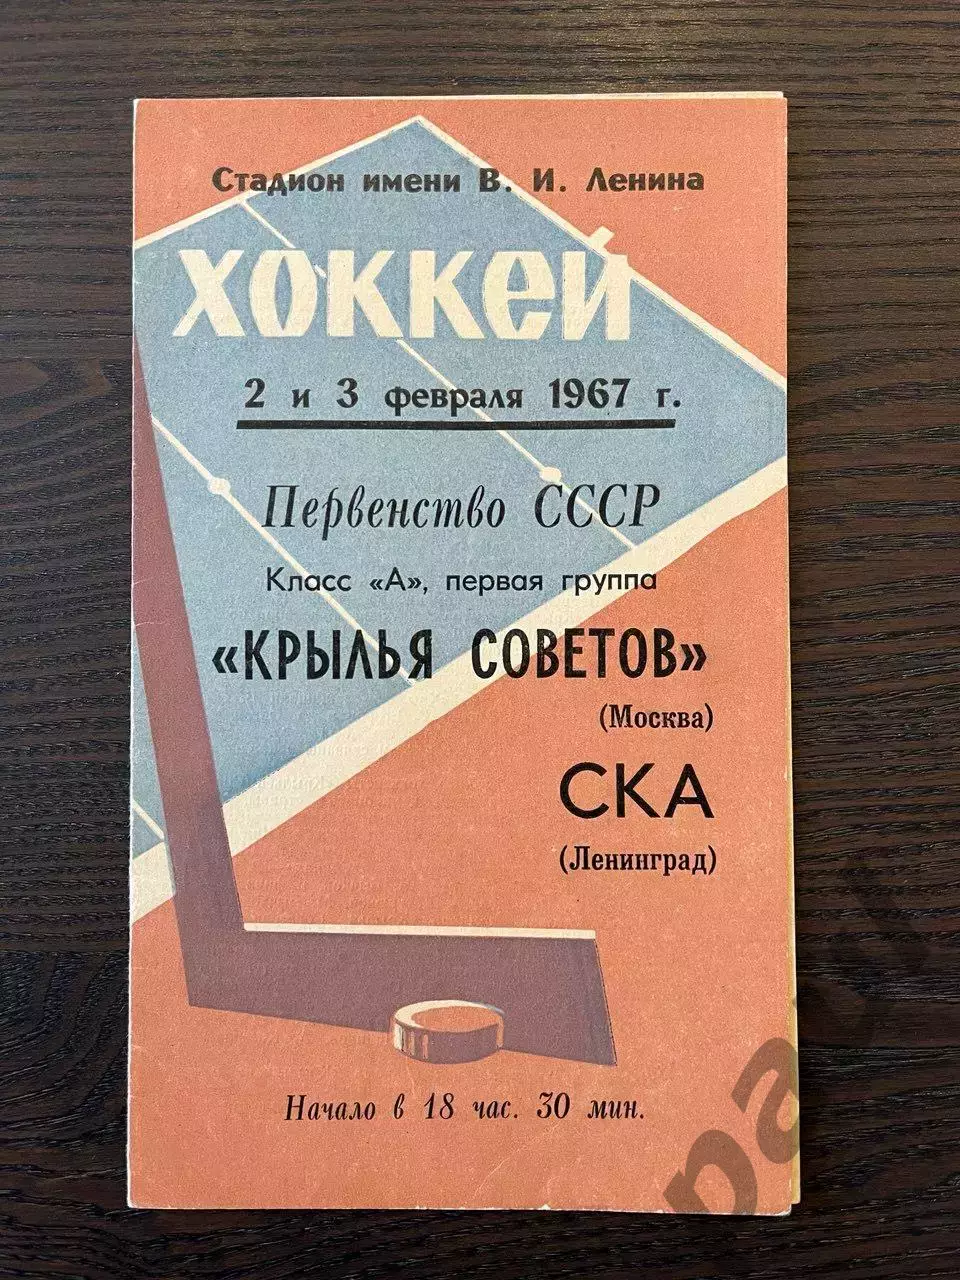 Стадион имени В. И. Ленина
ХОККЕЙ
2 и 3 февраля 1967 г.
Первенство СССР
Класс «А», первая группа
«КРЫЛЬЯ СОВЕТОВ»
(Москва)
СКА
(Ленинград)
Начало в 18 час. 30 мин.